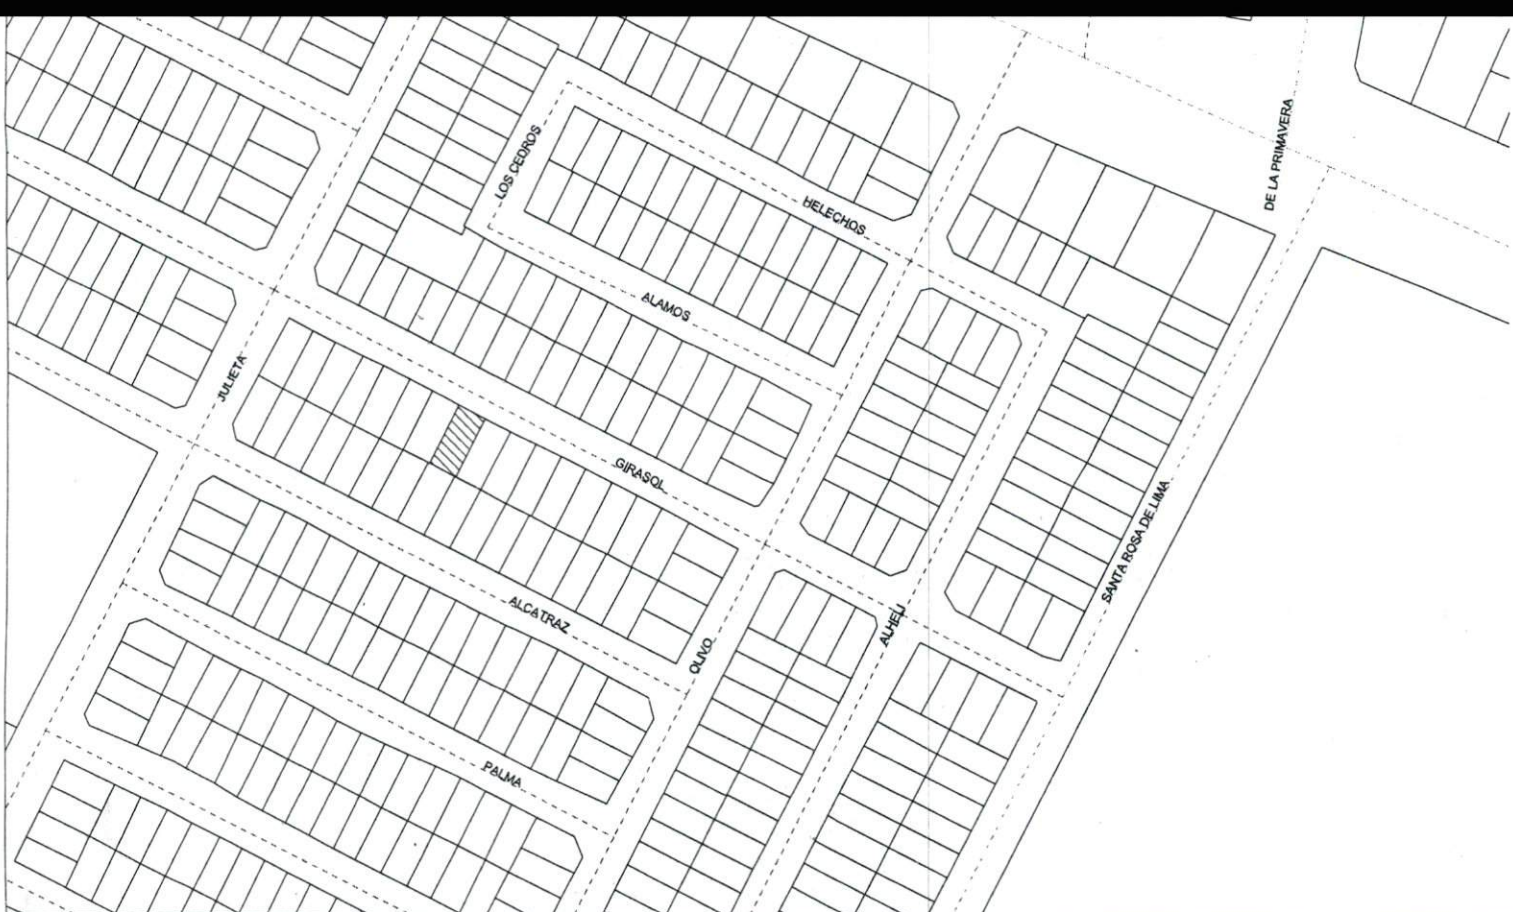 DE LA PRIMAVERA
LOS CEDROS
HELECHOS
ALAMOS
JULIETA
GIRASOL
SANTA ROSA DE LIMA
ALCATRAZ
ALHELI
OLIVO
PALMA